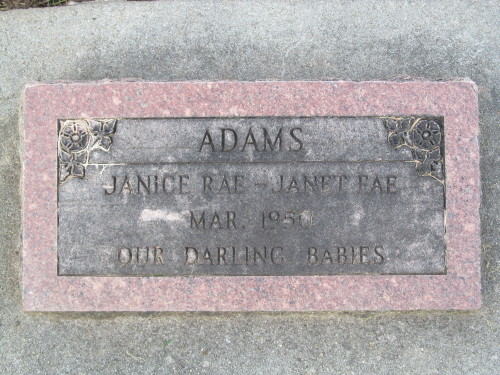 ADAMS
JANICE RAE - JANET FAE
MAR. 1950
OUR DARLING BABIES